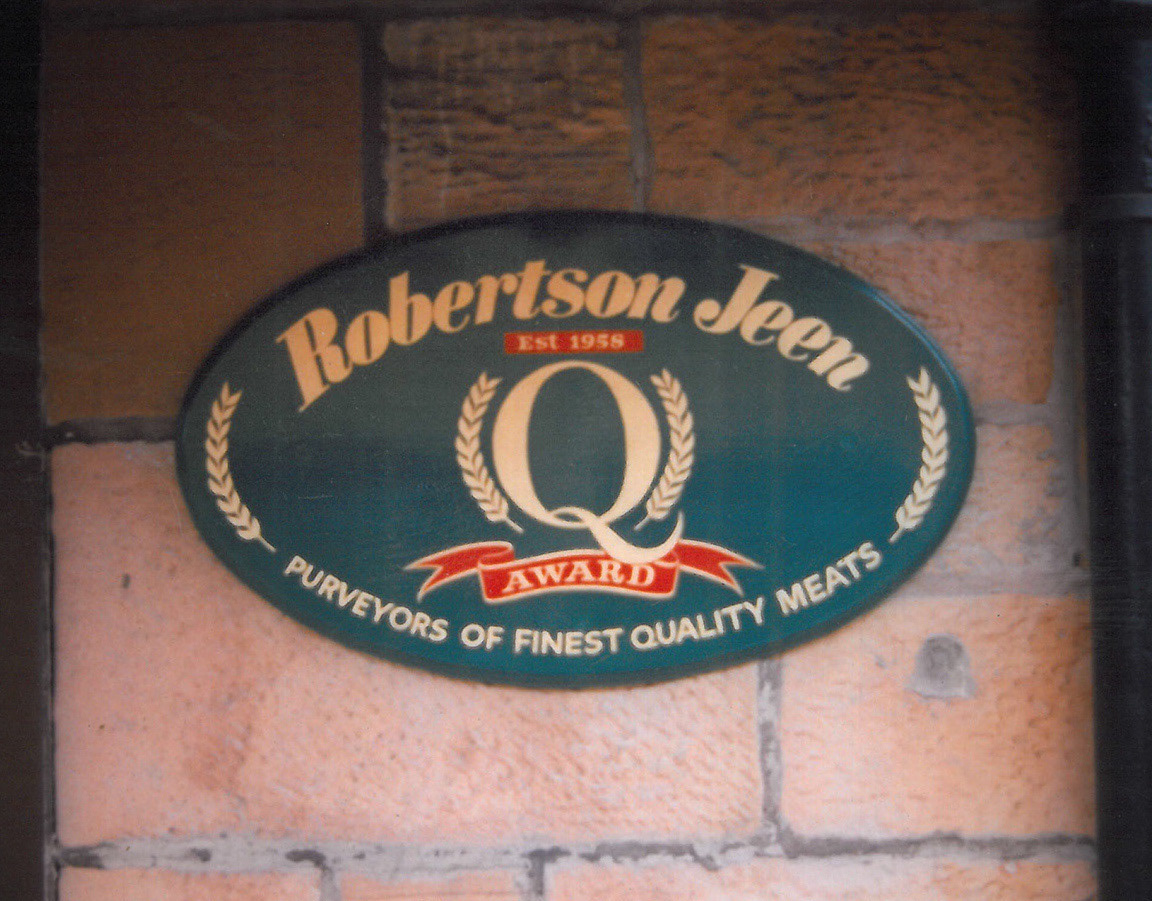 Robertson Jeen
Est 1958
Q
AWARD
PURVEYORS OF FINEST QUALITY MEATS